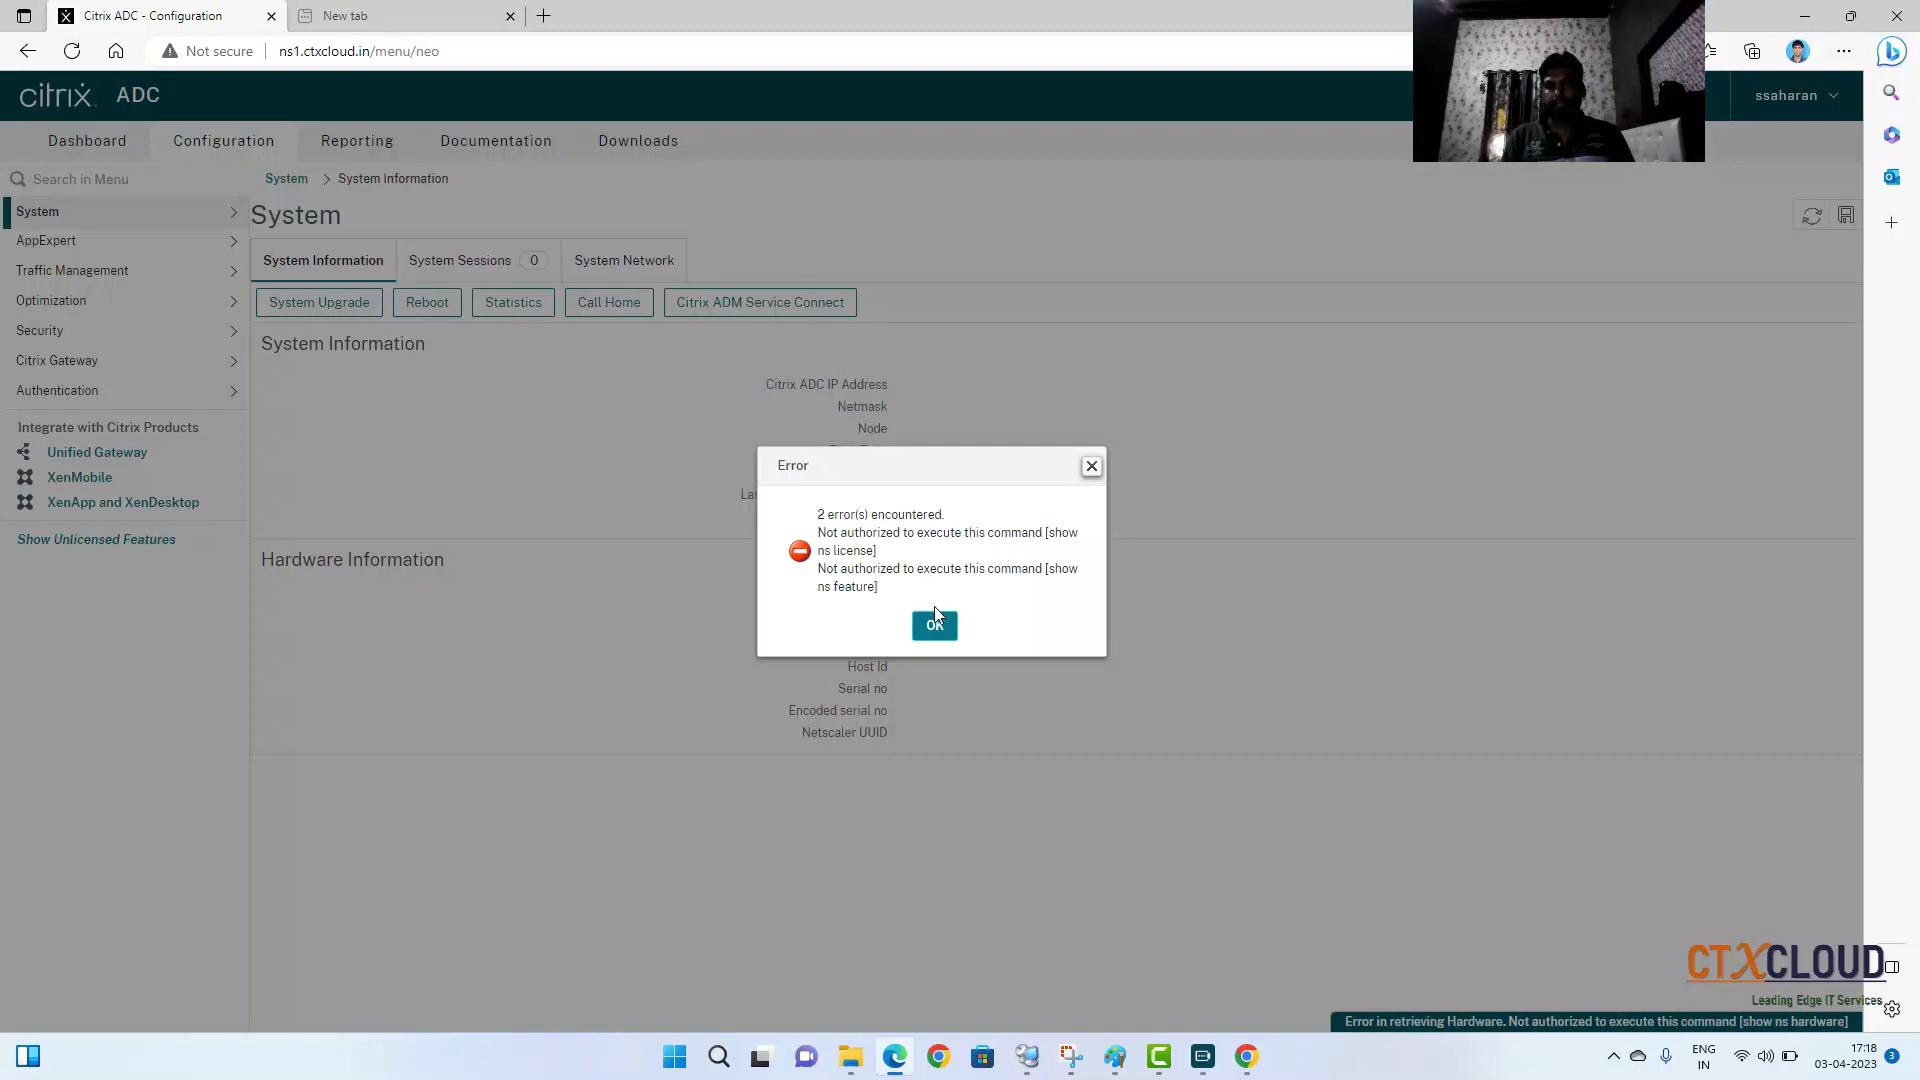 Citrix ADC - Configuration
New tab
Not secure
ns1.ctxcloud.in/menu/neo
citrix. ADC
ssaharan
Dashboard
Configuration
Reporting
Documentation
Downloads
Search in Menu
System
System Information
System
AppExpert
Traffic Management
Optimization
Security
Citrix Gateway
Authentication
Integrate with Citrix Products
Unified Gateway
XenMobile
XenApp and XenDesktop
Show Unlicensed Features
System
System Information
System Sessions 0
System Network
System Upgrade
Reboot
Statistics
Call Home
Citrix ADM Service Connect
System Information
Citrix ADC IP Address
Netmask
Node
Error
2 error(s) encountered.
Not authorized to execute this command [show
ns license]
Not authorized to execute this command [show
ns feature]
OK
Hardware Information
Host Id
Serial no
Encoded serial no
Netscaler UUID
CTXCLOUD
Leading Edge IT Services
Error in retrieving Hardware. Not authorized to execute this command [show ns hardware]
ENG
IN
17:18
03-04-2023
3